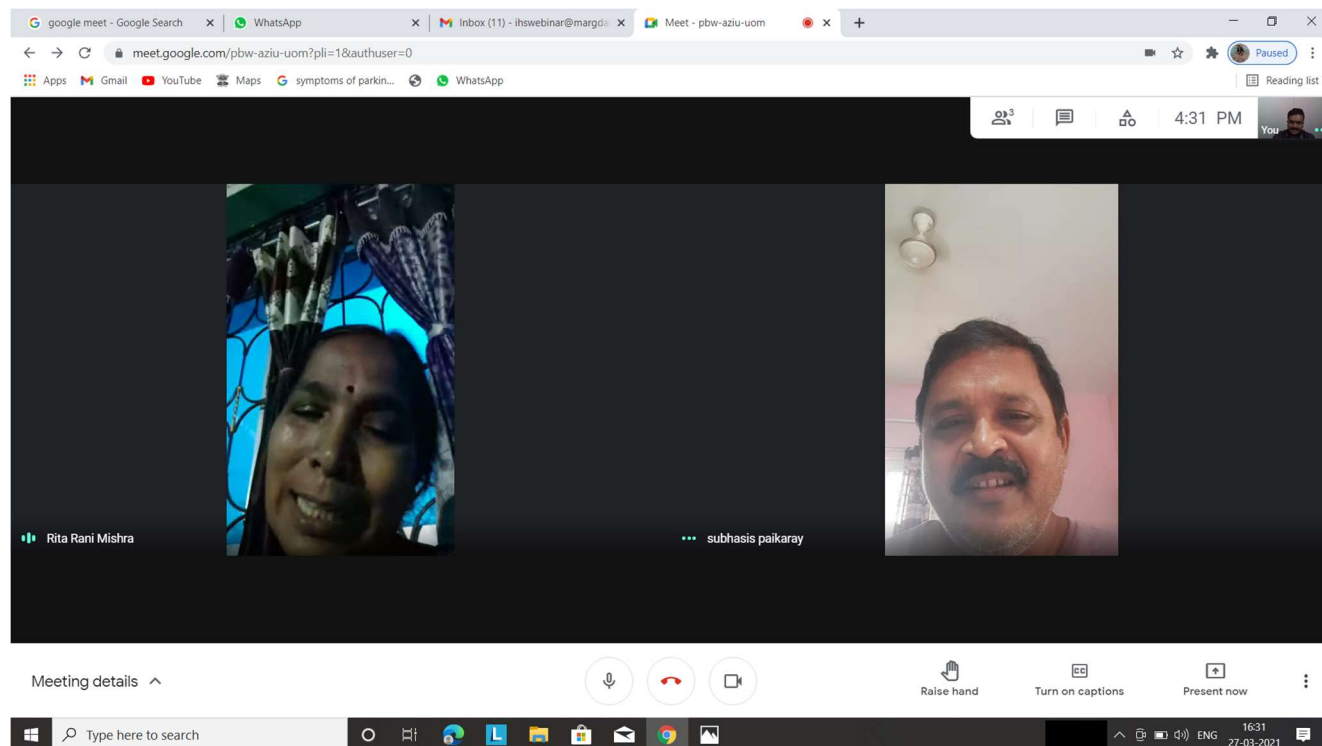 google meet - Google Search
WhatsApp
Inbox (11) - ihswebinar@margda
Meet - pbw-aziu-uom
meet.google.com/pbw-aziu-uom?pli=1&authuser=0
Paused
Apps
Gmail
YouTube
Maps
symptoms of parkin...
WhatsApp
Reading list
3
4:31 PM
You
Rita Rani Mishra
subhasis paikaray
Meeting details
Raise hand
CC
Turn on captions
Present now
Type here to search
L
ENG
16:31
27-03-2021